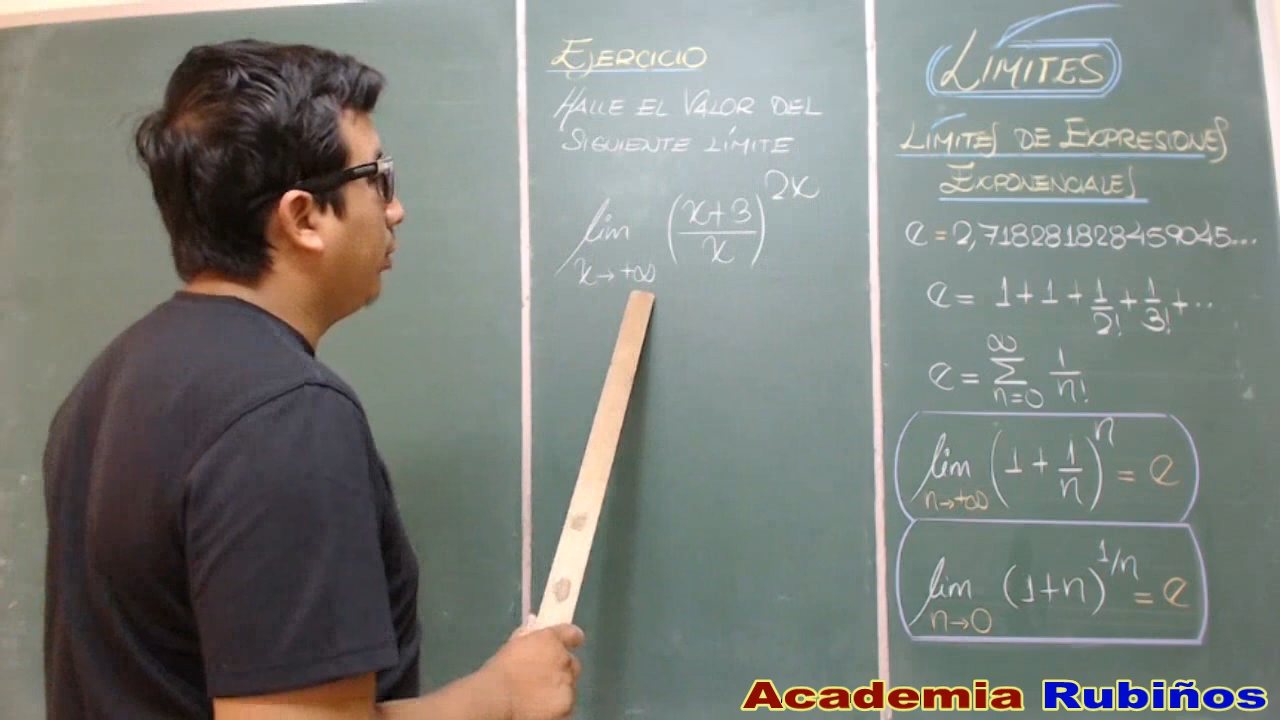 EJERCICIO
HALLE EL VALOR DEL
SIGUIENTE LÍMITE
lim x→+∞ ((x+3)/x)^(2x)
LÍMITES
LÍMITES DE EXPRESIONES
EXPONENCIALES
e = 2,718281828459045...
e = 1 + 1 + 1/2! + 1/3! + ...
e = ∑ n=0 ∞ 1/n!
lim n→+∞ (1 + 1/n)^n = e
lim n→0 (1+n)^(1/n) = e
Academia Rubiños